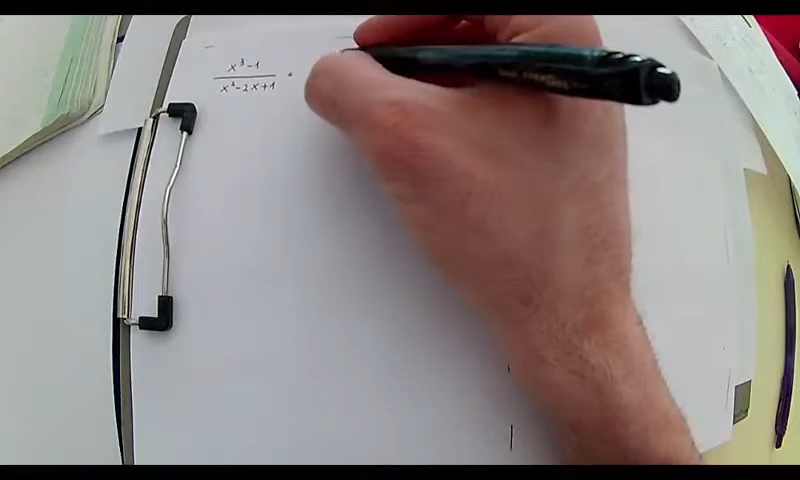 x³-1
x²-2x+1 =